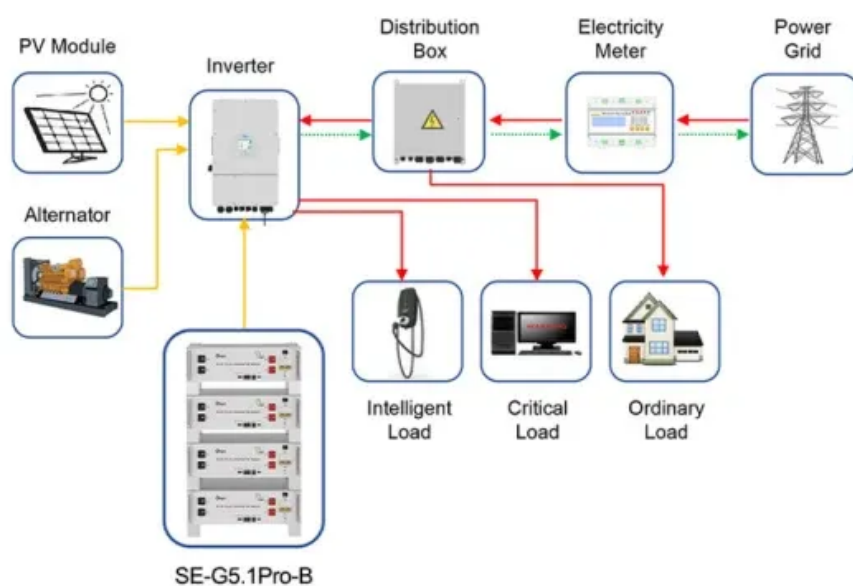 PV Module
Inverter
Distribution
Box
Electricity
Meter
Power
Grid
Alternator
Intelligent
Load
Critical
Load
Ordinary
Load
SE-G5.1Pro-B